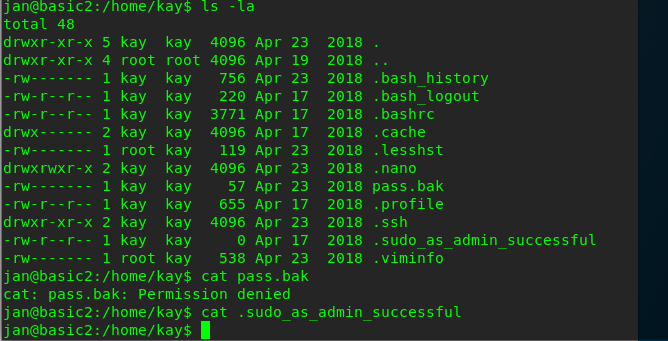 jan@basic2:/home/kay$ ls -la
total 48
drwxr-xr-x 5 kay  kay  4096 Apr 23  2018 .
drwxr-xr-x 4 root root 4096 Apr 19  2018 ..
-rw------- 1 kay  kay   756 Apr 23  2018 .bash_history
-rw-r--r-- 1 kay  kay   220 Apr 17  2018 .bash_logout
-rw-r--r-- 1 kay  kay  3771 Apr 17  2018 .bashrc
drwx------ 2 kay  kay  4096 Apr 17  2018 .cache
-rw------- 1 root kay   119 Apr 23  2018 .lesshst
drwxrwxr-x 2 kay  kay  4096 Apr 23  2018 .nano
-rw------- 1 kay  kay    57 Apr 23  2018 pass.bak
-rw-r--r-- 1 kay  kay   655 Apr 17  2018 .profile
drwxr-xr-x 2 kay  kay  4096 Apr 23  2018 .ssh
-rw-r--r-- 1 kay  kay     0 Apr 17  2018 .sudo_as_admin_successful
-rw------- 1 root kay   538 Apr 23  2018 .viminfo
jan@basic2:/home/kay$ cat pass.bak
cat: pass.bak: Permission denied
jan@basic2:/home/kay$ cat .sudo_as_admin_successful
jan@basic2:/home/kay$